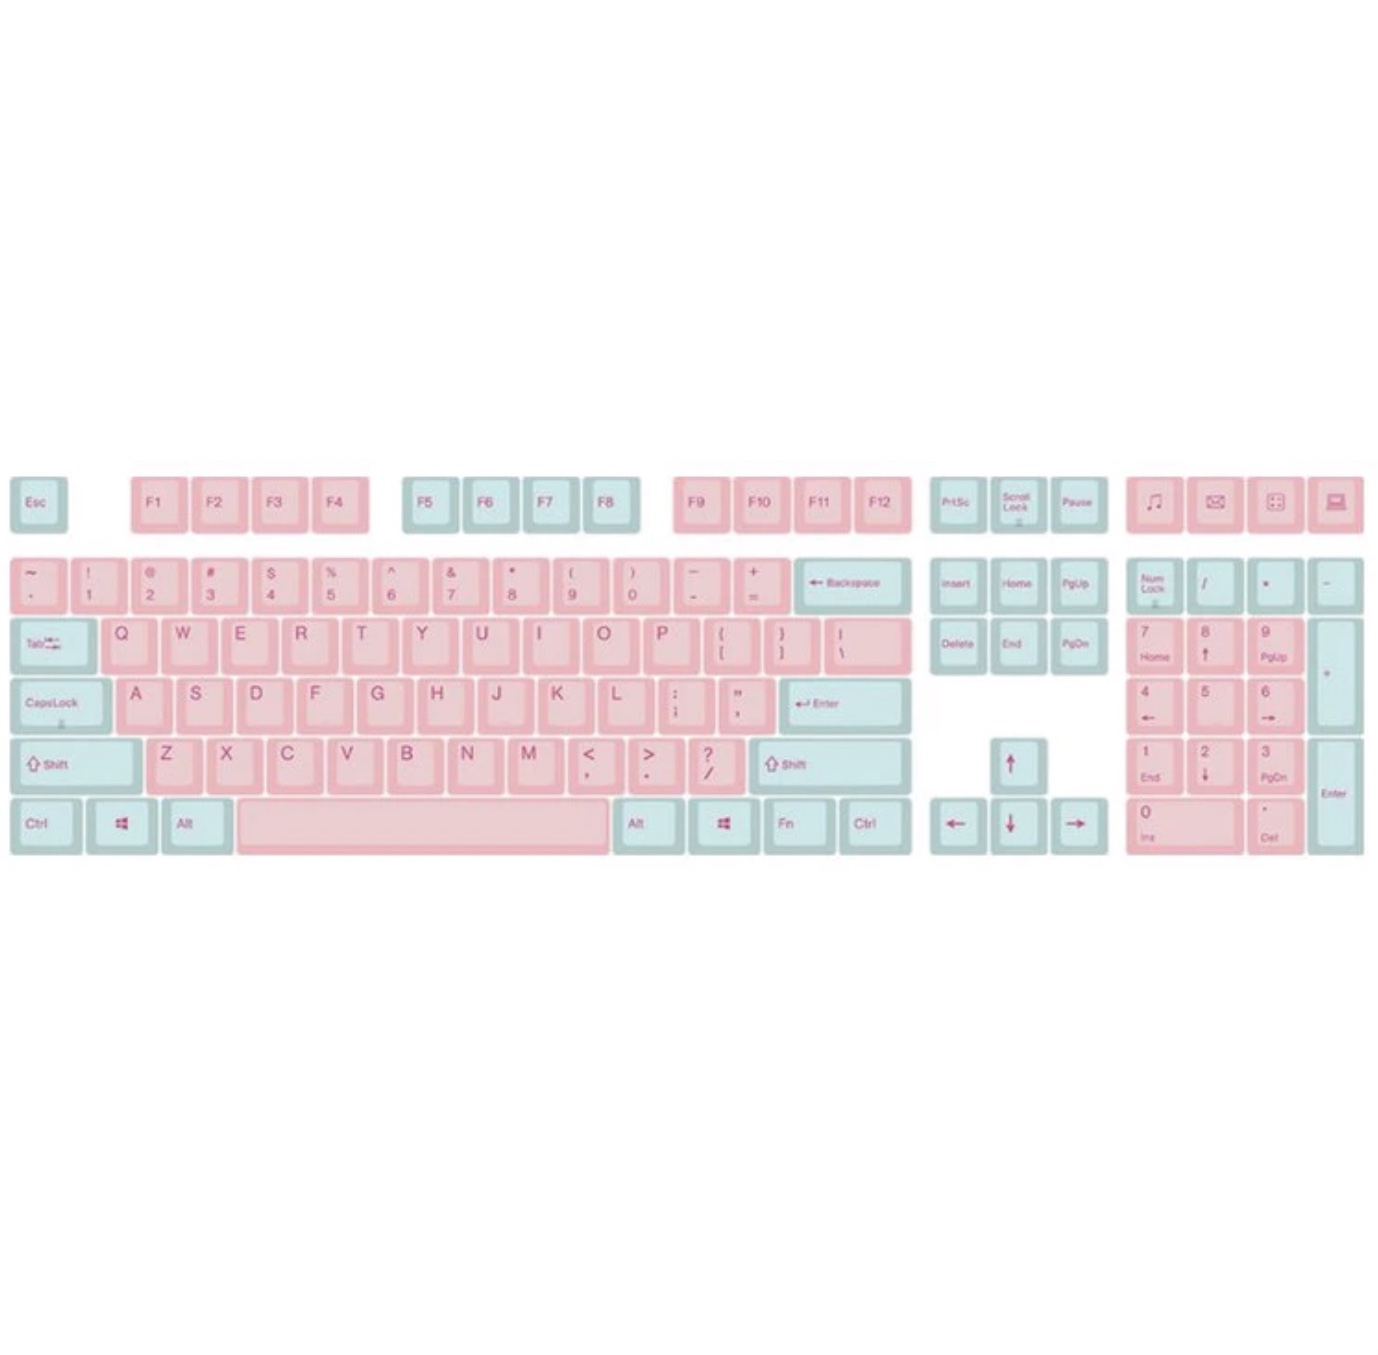 Esc F1 F2 F3 F4 F5 F6 F7 F8 F9 F10 F11 F12 PrtSc Scroll Lock Pause
~ ! @ # $ % ^ & * ( ) — + ← Backspace Insert Home PgUp Num Lock / * -
1 2 3 4 5 6 7 8 9 0 - =
Tab Q W E R T Y U I O P { } | Delete End PgDn 7 8 9 +
[ ] \ Home ↑ PgUp
CapsLock A S D F G H J K L : " ↵ Enter 4 5 6
; ' ← →
⇧ Shift Z X C V B N M < > ? ⇧ Shift ↑ 1 2 3 Enter
, . / End ↓ PgDn
Ctrl Alt Alt Fn Ctrl ← ↓ → 0 .
Ins Del